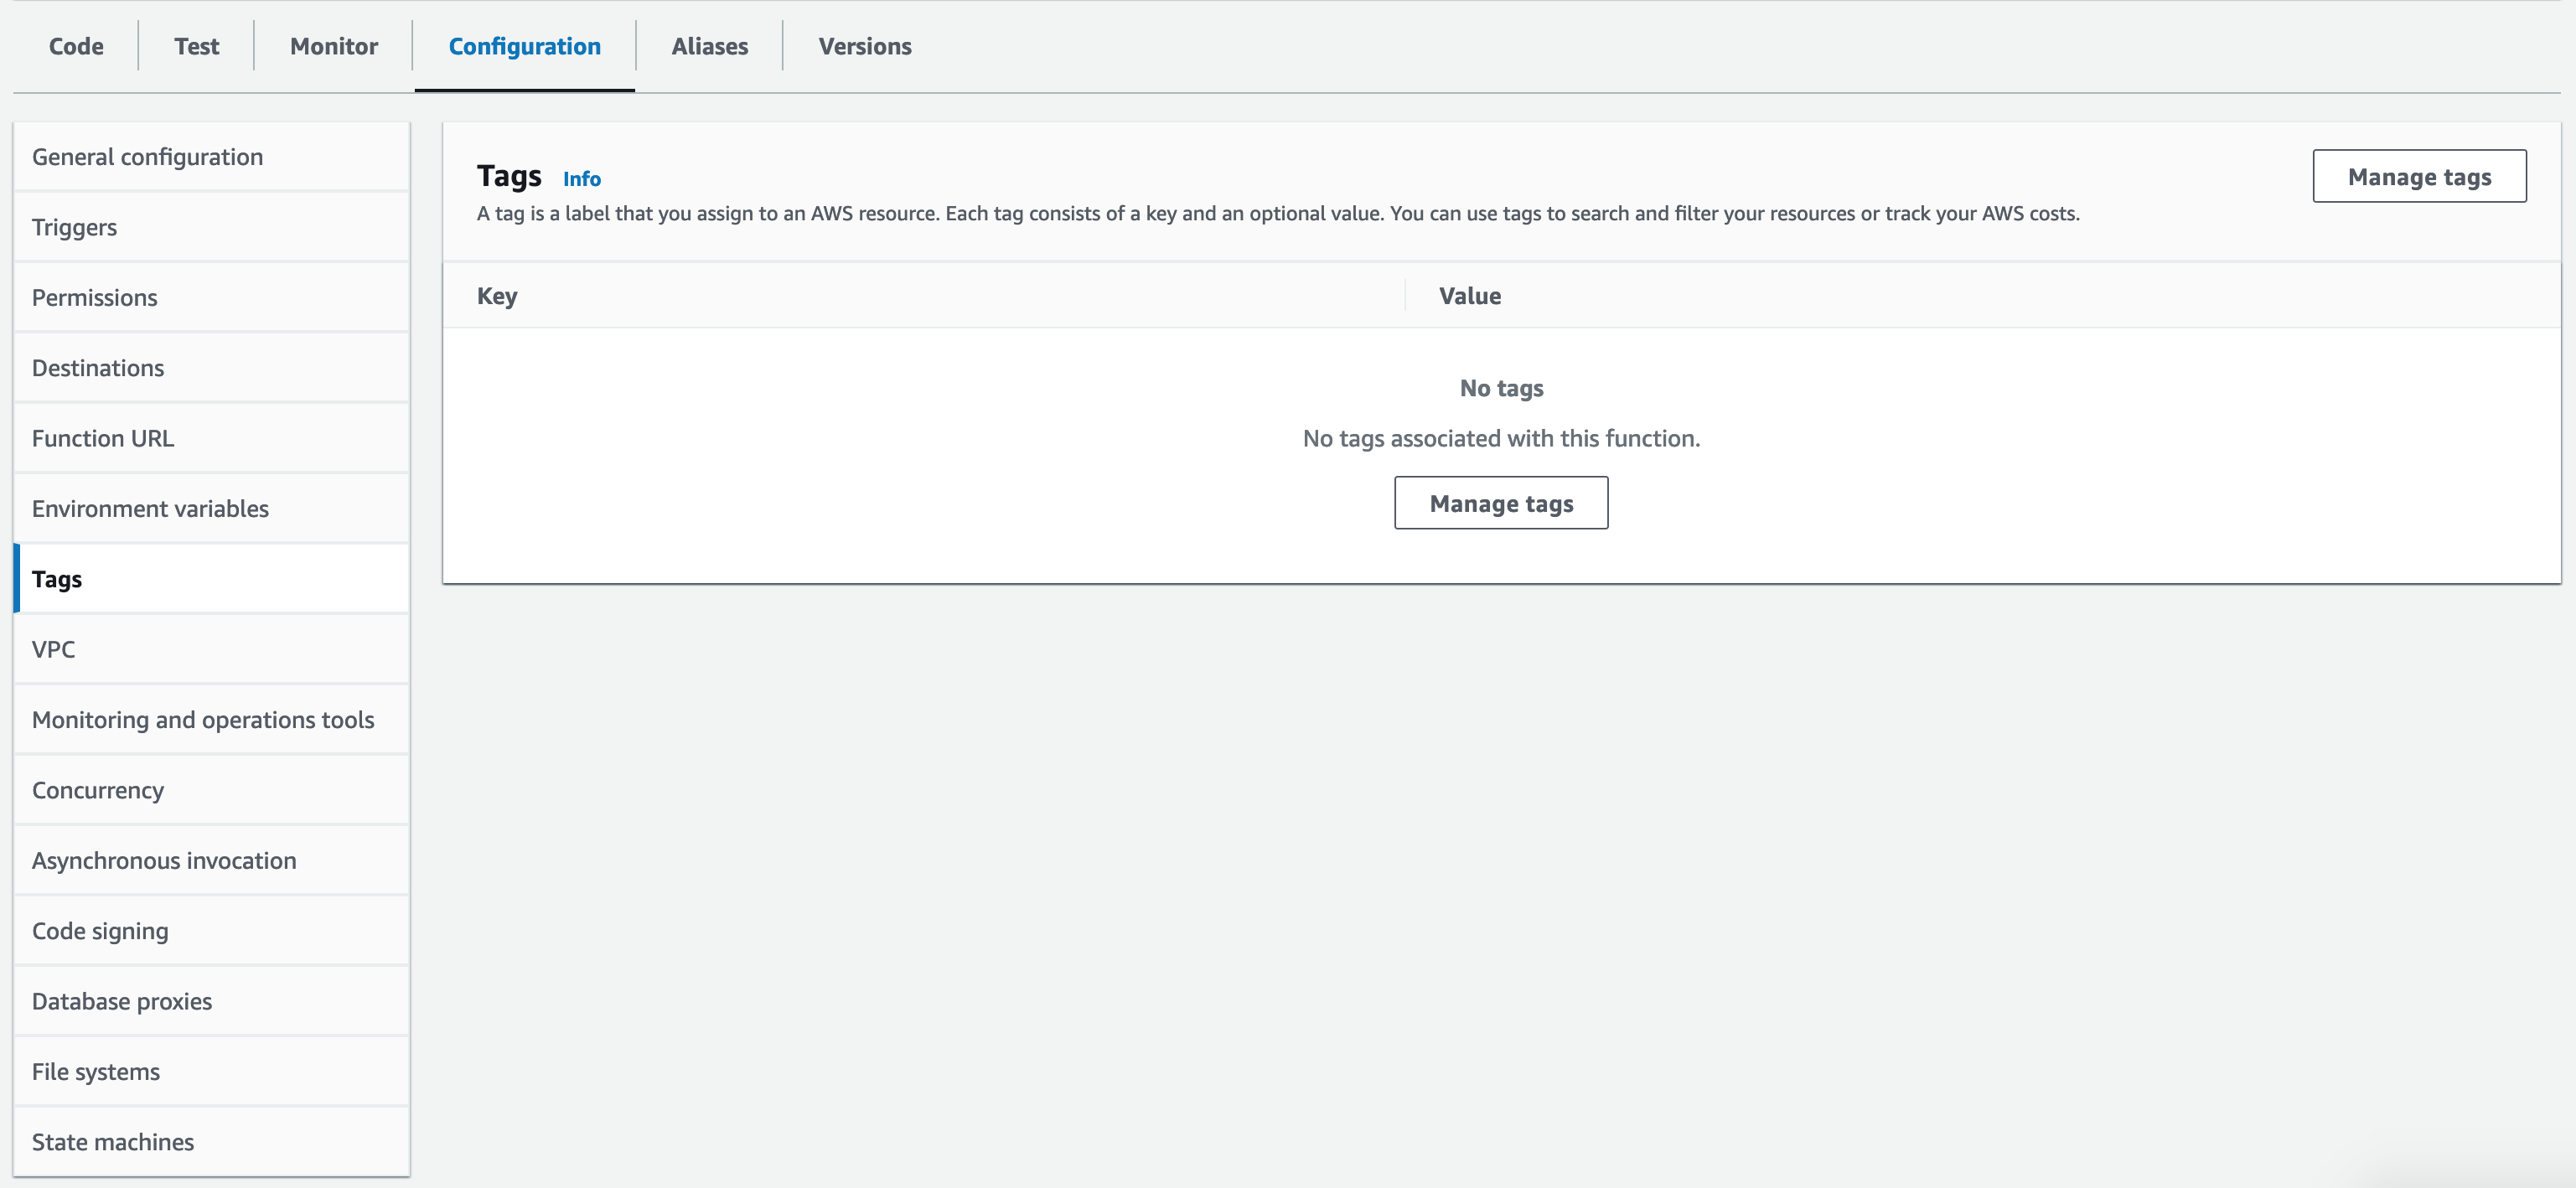 Code Test Monitor Configuration Aliases Versions
General configuration
Triggers
Permissions
Destinations
Function URL
Environment variables
Tags
VPC
Monitoring and operations tools
Concurrency
Asynchronous invocation
Code signing
Database proxies
File systems
State machines
Tags Info
Manage tags
A tag is a label that you assign to an AWS resource. Each tag consists of a key and an optional value. You can use tags to search and filter your resources or track your AWS costs.
Key Value
No tags
No tags associated with this function.
Manage tags